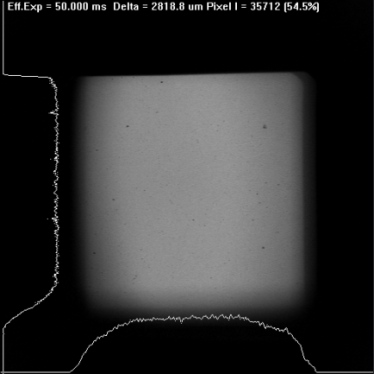 Eff.Exp = 50.000 ms Delta = 2818.8 um Pixel I = 35712 (54.5%)